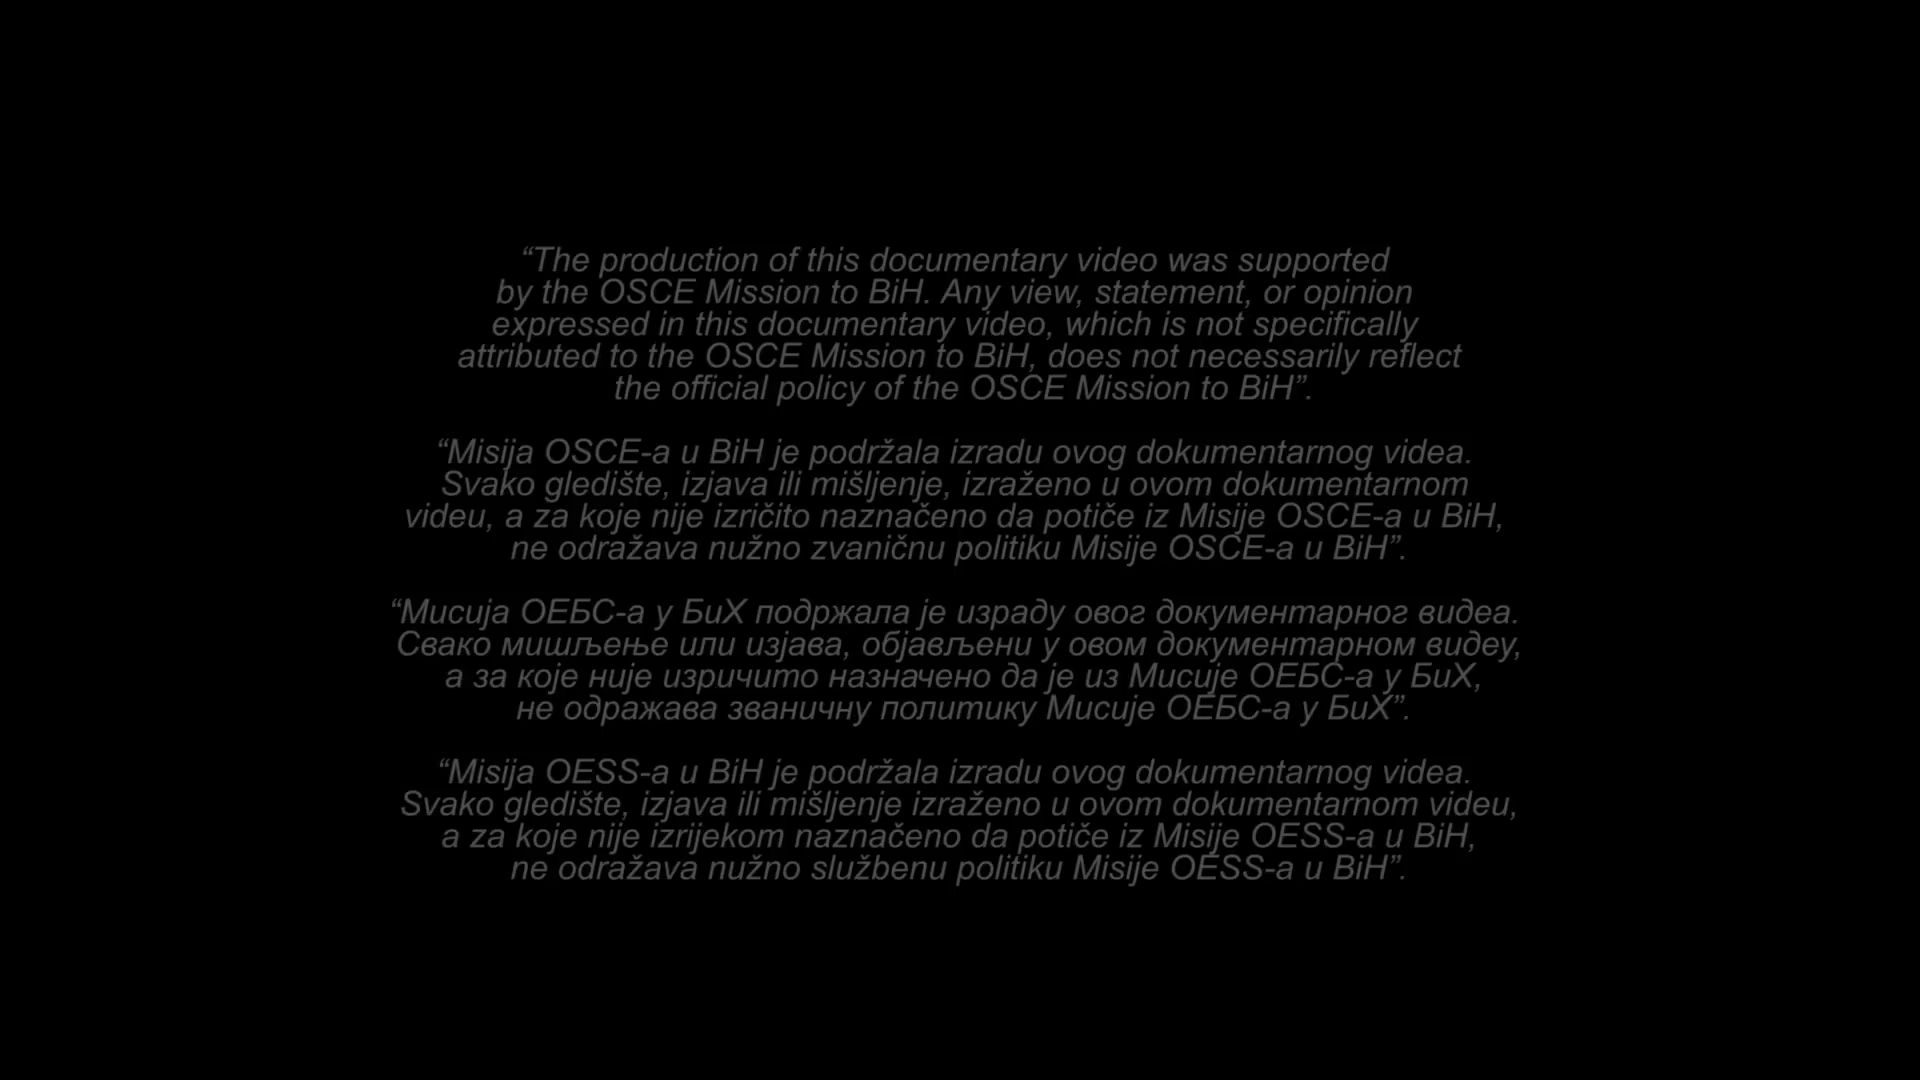 “The production of this documentary video was supported
by the OSCE Mission to BiH. Any view, statement, or opinion
expressed in this documentary video, which is not specifically
attributed to the OSCE Mission to BiH, does not necessarily reflect
the official policy of the OSCE Mission to BiH”.
“Misija OSCE-a u BiH je podržala izradu ovog dokumentarnog videa.
Svako gledište, izjava ili mišljenje, izraženo u ovom dokumentarnom
videu, a za koje nije izričito naznačeno da potiče iz Misije OSCE-a u BiH,
ne odražava nužno zvaničnu politiku Misije OSCE-a u BiH”.
“Мисија ОЕБС-а у БиХ подржала је израду овог документарног видеа.
Свако мишљење или изјава, објављени у овом документарном видеу,
а за које није изричито назначено да је из Мисије ОЕБС-а у БиХ,
не одражава званичну политику Мисије ОЕБС-а у БиХ”.
“Misija OESS-a u BiH je podržala izradu ovog dokumentarnog videa.
Svako gledište, izjava ili mišljenje izraženo u ovom dokumentarnom videu,
a za koje nije izrijekom naznačeno da potiče iz Misije OESS-a u BiH,
ne odražava nužno službenu politiku Misije OESS-a u BiH”.